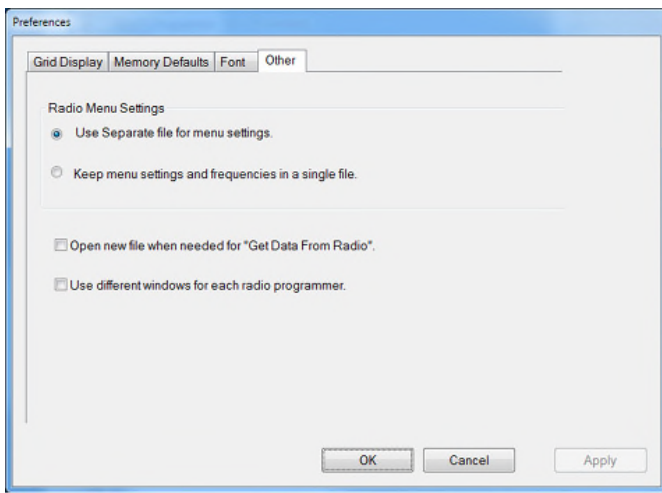 Preferences
Grid Display Memory Defaults Font Other
Radio Menu Settings
Use Separate file for menu settings.
Keep menu settings and frequencies in a single file.
Open new file when needed for "Get Data From Radio".
Use different windows for each radio programmer.
OK Cancel Apply